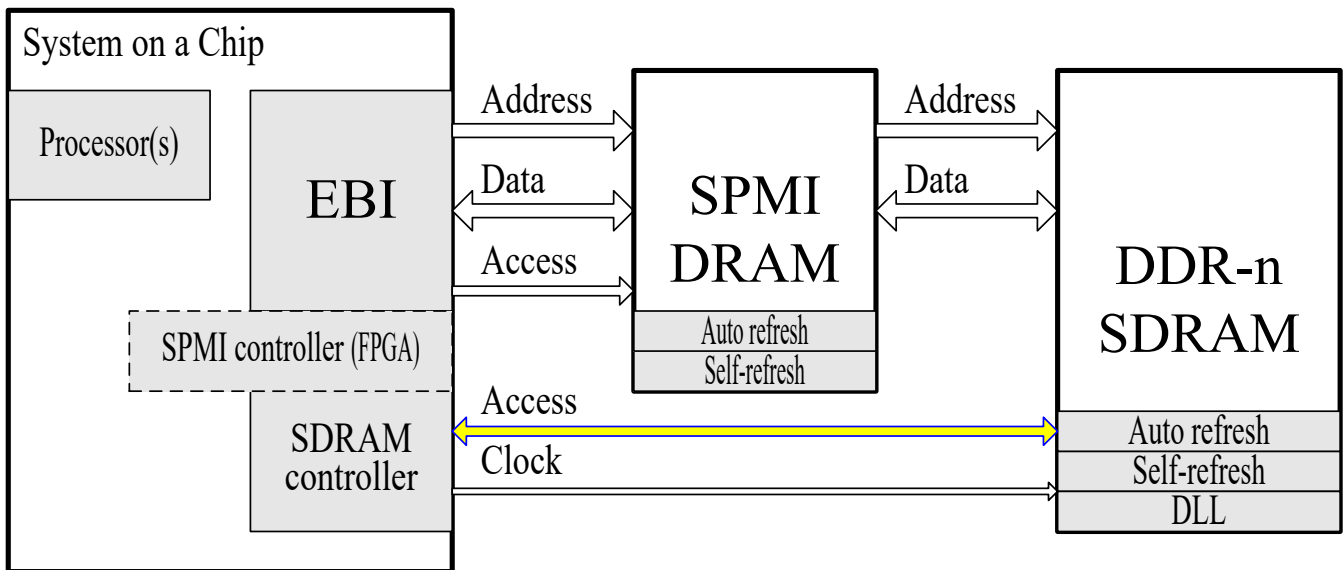 System on a Chip
Processor(s)
EBI
SPMI controller (FPGA)
SDRAM
controller
Address
Data
Access
SPMI
DRAM
Auto refresh
Self-refresh
Address
Data
Access
Clock
DDR-n
SDRAM
Auto refresh
Self-refresh
DLL